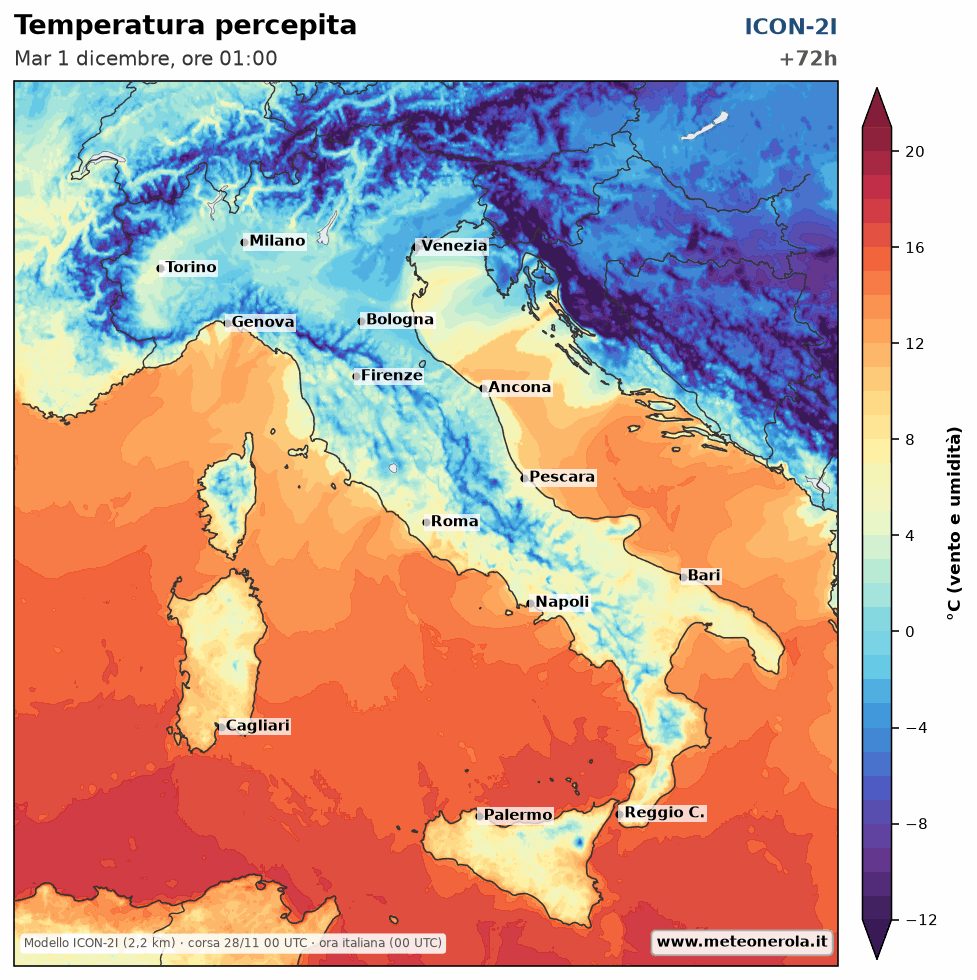 Temperatura percepita
ICON-2I
Mar 1 dicembre, ore 01:00
+72h
Milano
Venezia
Torino
Genova
Bologna
Firenze
Ancona
Pescara
Roma
Bari
Napoli
Cagliari
Palermo
Reggio C.
20
16
12
8
4
0
−4
−8
−12
°C (vento e umidità)
Modello ICON-2I (2,2 km) · corsa 28/11 00 UTC · ora italiana (00 UTC)
www.meteonerola.it